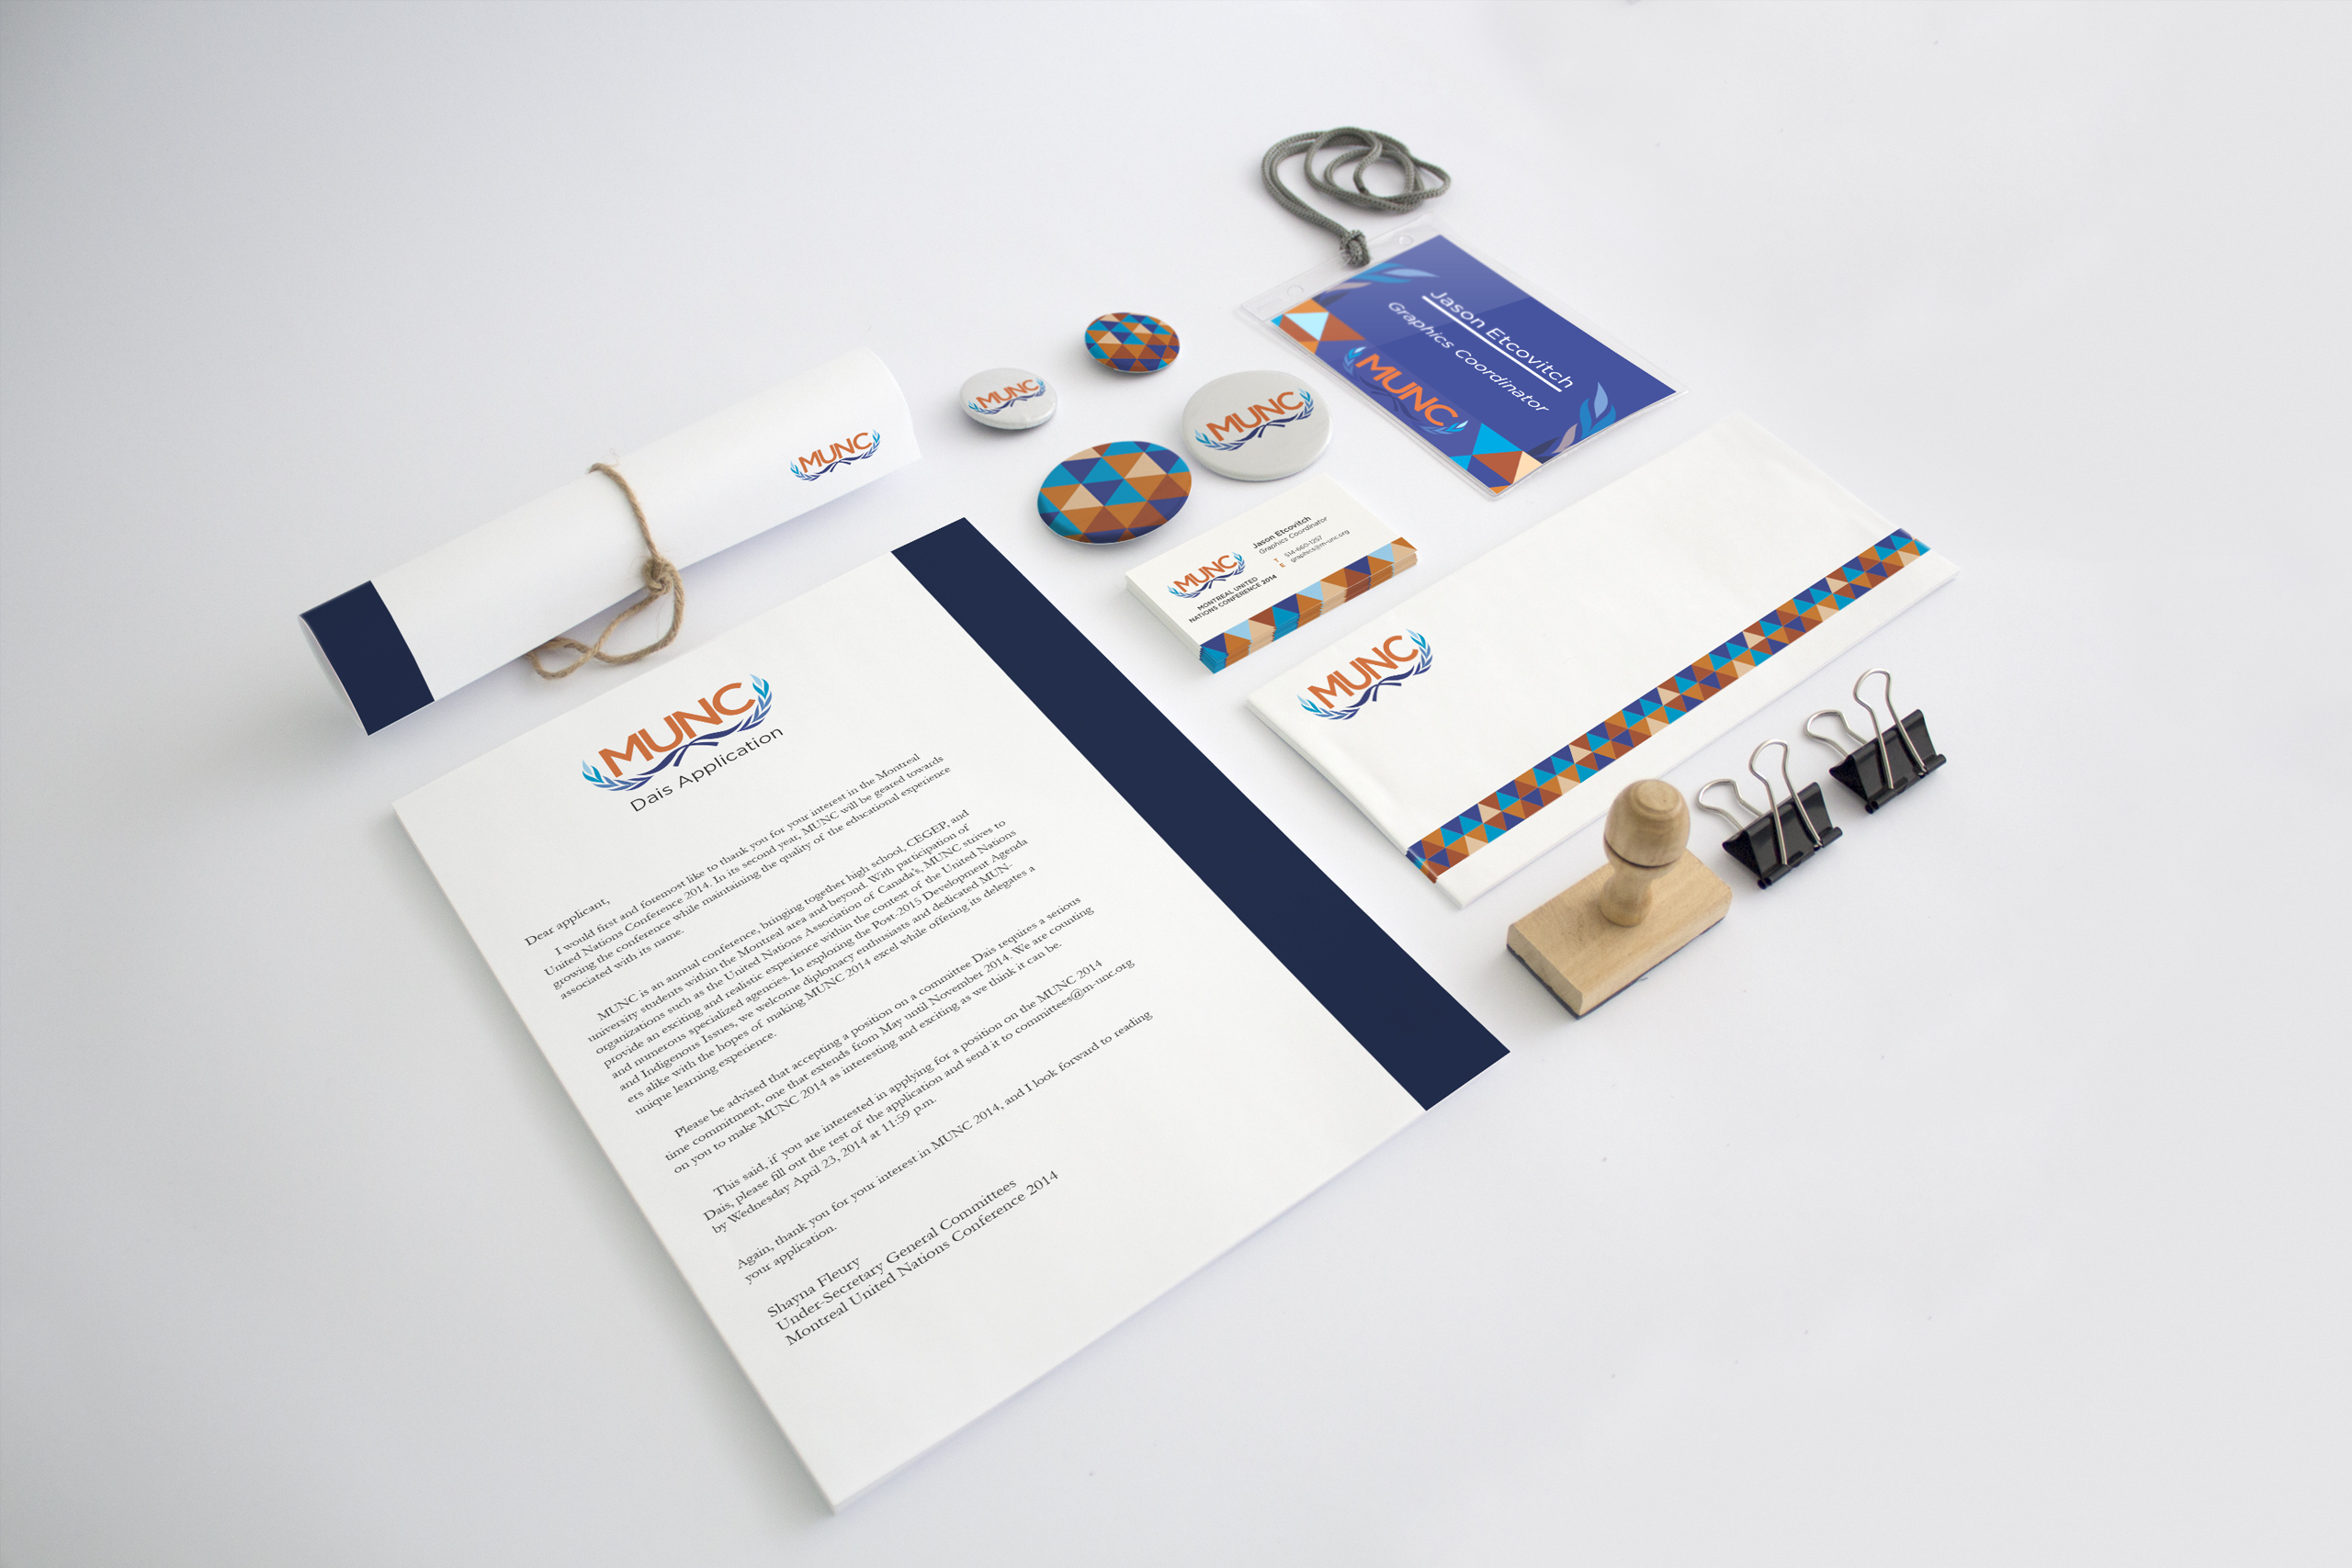 MUNC
MUNC
MUNC
Jason Etcovitch
Graphics Coordinator
MUNC
MUNC
MONTREAL UNITED
NATIONS CONFERENCE 2014
Jason Etcovitch
Graphics Coordinator
T 514-660-1257
E graphics@m-unc.org
MUNC
MUNC
Dais Application
Dear applicant,
I would first and foremost like to thank you for your interest in the Montreal
United Nations Conference 2014. In its second year, MUNC will be geared towards
growing the conference while maintaining the quality of the educational experience
associated with its name.
MUNC is an annual conference, bringing together high school, CEGEP, and
university students within the Montreal area and beyond. With participation of
organizations such as the United Nations Association of Canada's, MUNC strives to
provide an exciting and realistic experience within the context of the United Nations
and numerous specialized agencies. In exploring the Post-2015 Development Agenda
and Indigenous Issues, we welcome diplomacy enthusiasts and dedicated MUN-
ers alike with the hopes of making MUNC 2014 excel while offering its delegates a
unique learning experience.
Please be advised that accepting a position on a committee Dais requires a serious
time commitment, one that extends from May until November 2014. We are counting
on you to make MUNC 2014 as interesting and exciting as we think it can be.
This said, if you are interested in applying for a position on the MUNC 2014
Dais, please fill out the rest of the application and send it to committees@m-unc.org
by Wednesday April 23, 2014 at 11:59 p.m.
Again, thank you for your interest in MUNC 2014, and I look forward to reading
your application.
Shayna Fleury
Under-Secretary General Committees
Montreal United Nations Conference 2014